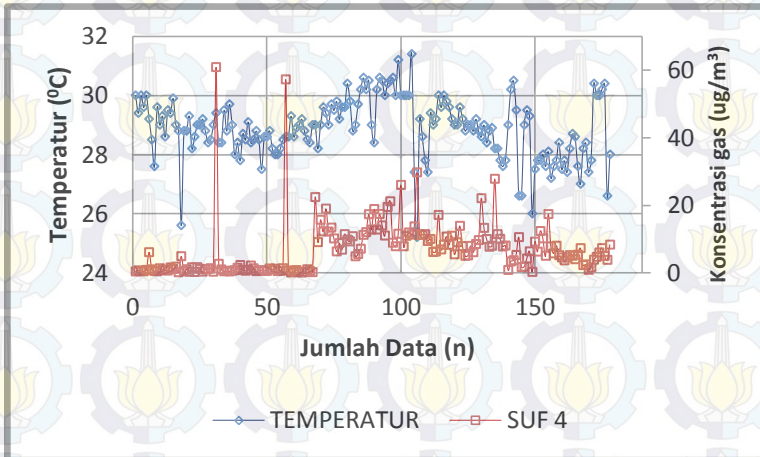 32
30
28
26
24
Temperatur (⁰C)
60
40
20
0
Konsentrasi gas (ug/m³)
0
50
100
150
Jumlah Data (n)
TEMPERATUR
SUF 4